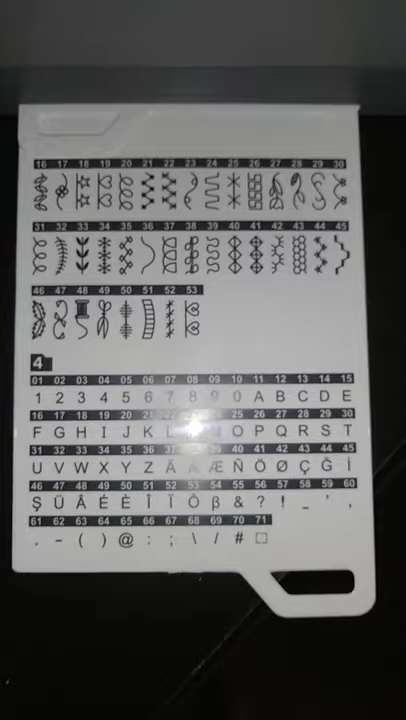 16 17 18 19 20 21 22 23 24 25 26 27 28 29 30
31 32 33 34 35 36 37 38 39 40 41 42 43 44 45
46 47 48 49 50 51 52 53
4
01 02 03 04 05 06 07 08 09 10 11 12 13 14 15
1 2 3 4 5 6 7 8 9 0 A B C D E
16 17 18 19 20 21 22 24 25 26 27 28 29 30
F G H I J K L O P Q R S T
31 32 33 34 35 36 37 38 39 40 41 42 43 44 45
U V W X Y Z Ä Æ Ñ Ö Ø Ç Ğ İ
46 47 48 49 50 51 52 53 54 55 56 57 58 59 60
Ş Ü Â É È Î Ï Ô β & ? ! _ ' ,
61 62 63 64 65 66 67 68 69 70 71
. - ( ) @ : ; \ / # □